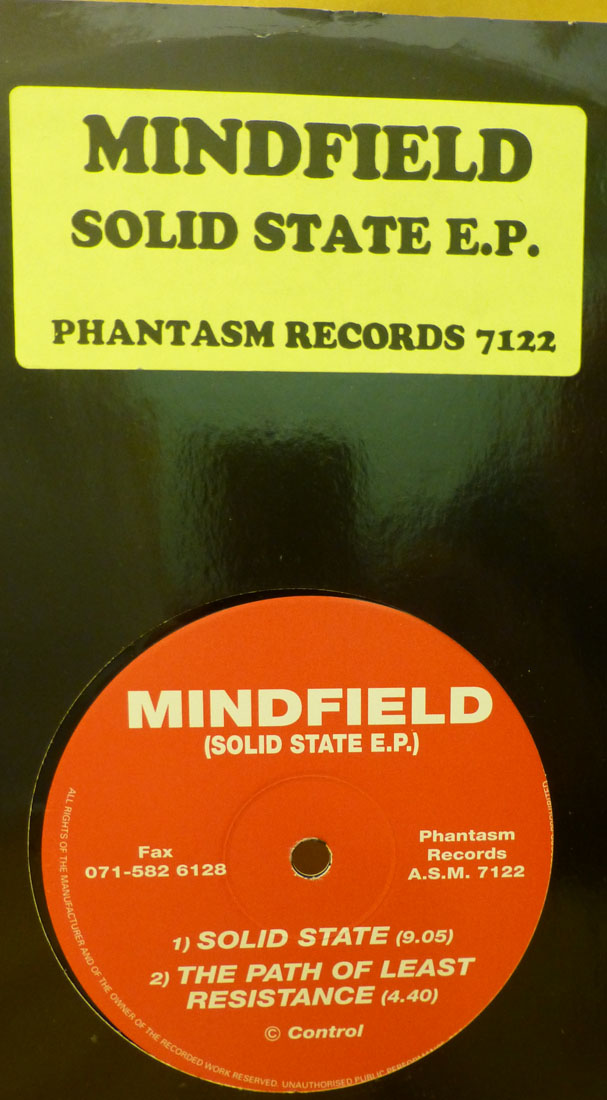 MINDFIELD
SOLID STATE E.P.
PHANTASM RECORDS 7122
MINDFIELD
(SOLID STATE E.P.)
Fax
071-582 6128
Phantasm
Records
A.S.M. 7122
1) SOLID STATE (9.05)
2) THE PATH OF LEAST
RESISTANCE (4.40)
© Control
ALL RIGHTS OF THE MANUFACTURER AND OF THE OWNER OF THE RECORDED WORK RESERVED. UNAUTHORISED PUBLIC